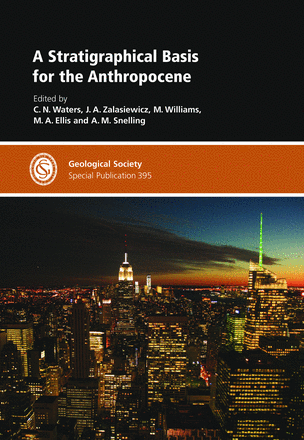 A Stratigraphical Basis
for the Anthropocene
Edited by
C. N. Waters, J. A. Zalasiewicz, M. Williams,
M. A. Ellis and A. M. Snelling
Geological Society
Special Publication 395